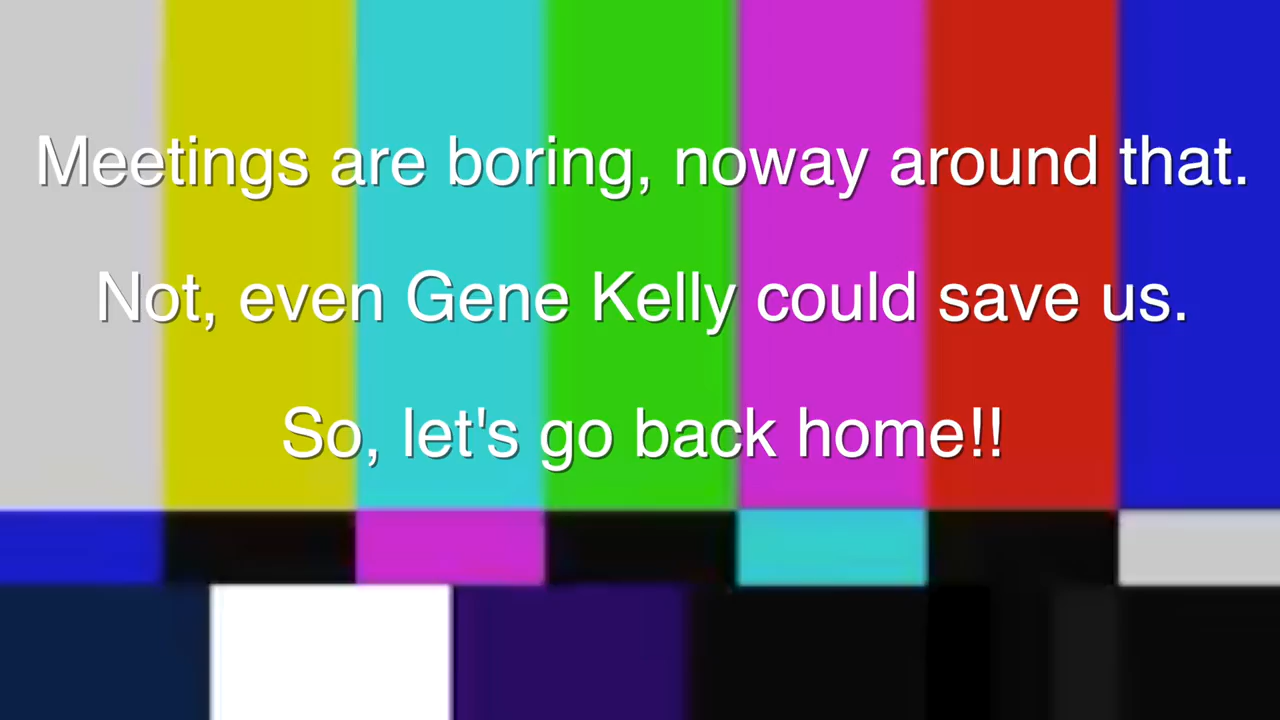 Meetings are boring, noway around that.
Not, even Gene Kelly could save us.
So, let's go back home!!